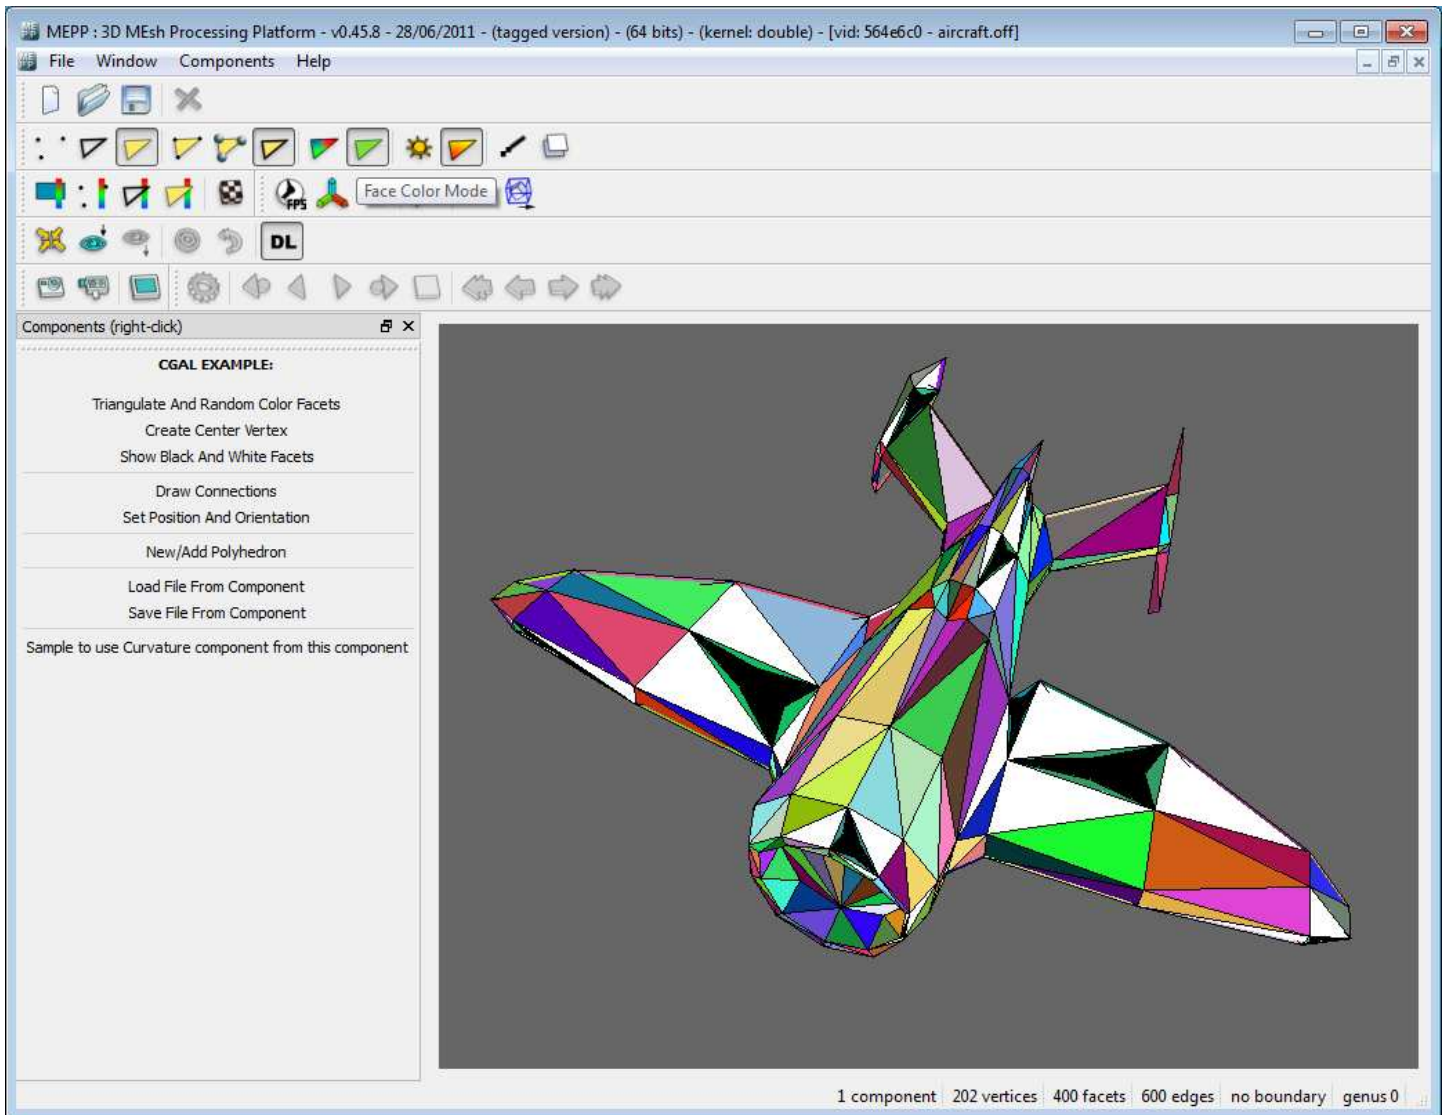 MEPP : 3D MEsh Processing Platform - v0.45.8 - 28/06/2011 - (tagged version) - (64 bits) - (kernel: double) - [vid: 564e6c0 - aircraft.off]
File Window Components Help
FPS
Face Color Mode
DL
Components (right-click)
CGAL EXAMPLE:
Triangulate And Random Color Facets
Create Center Vertex
Show Black And White Facets
Draw Connections
Set Position And Orientation
New/Add Polyhedron
Load File From Component
Save File From Component
Sample to use Curvature component from this component
1 component 202 vertices 400 facets 600 edges no boundary genus 0